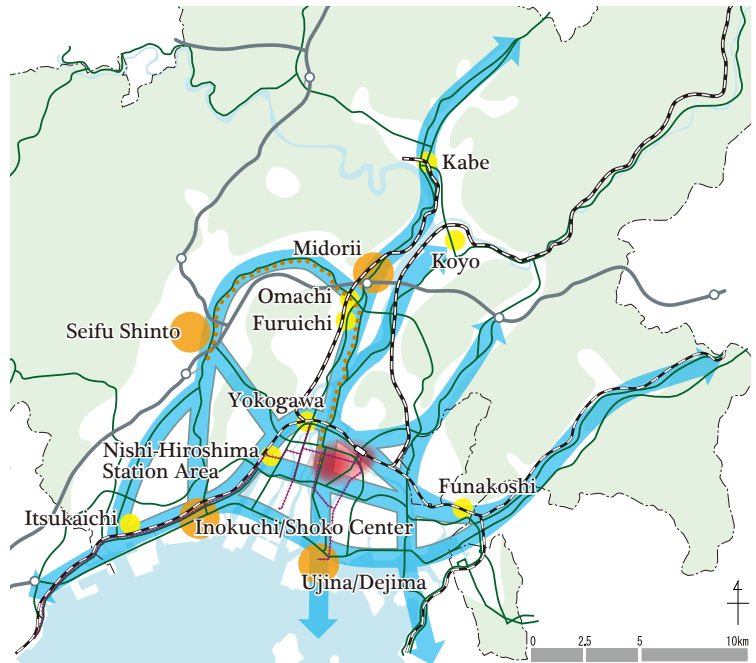 Kabe
Midorii
Koyo
Omachi
Seifu Shinto
Furuichi
Yokogawa
Nishi-Hiroshima
Station Area
Funakoshi
Itsukaichi
Inokuchi/Shoko Center
Ujina/Dejima
4
0 2.5 5 10km